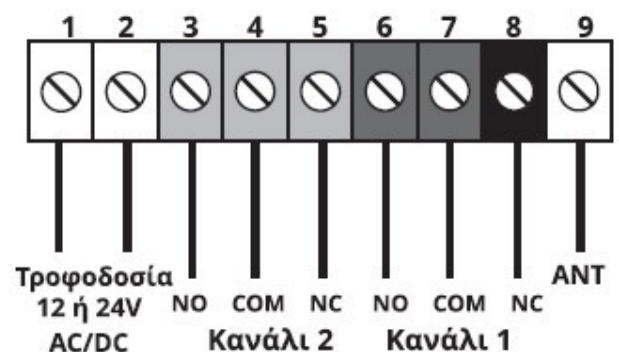 1 2 3 4 5 6 7 8 9
Τροφοδοσία
12 ή 24V
AC/DC
NO COM NC NO COM NC
ANT
Κανάλι 2 Κανάλι 1